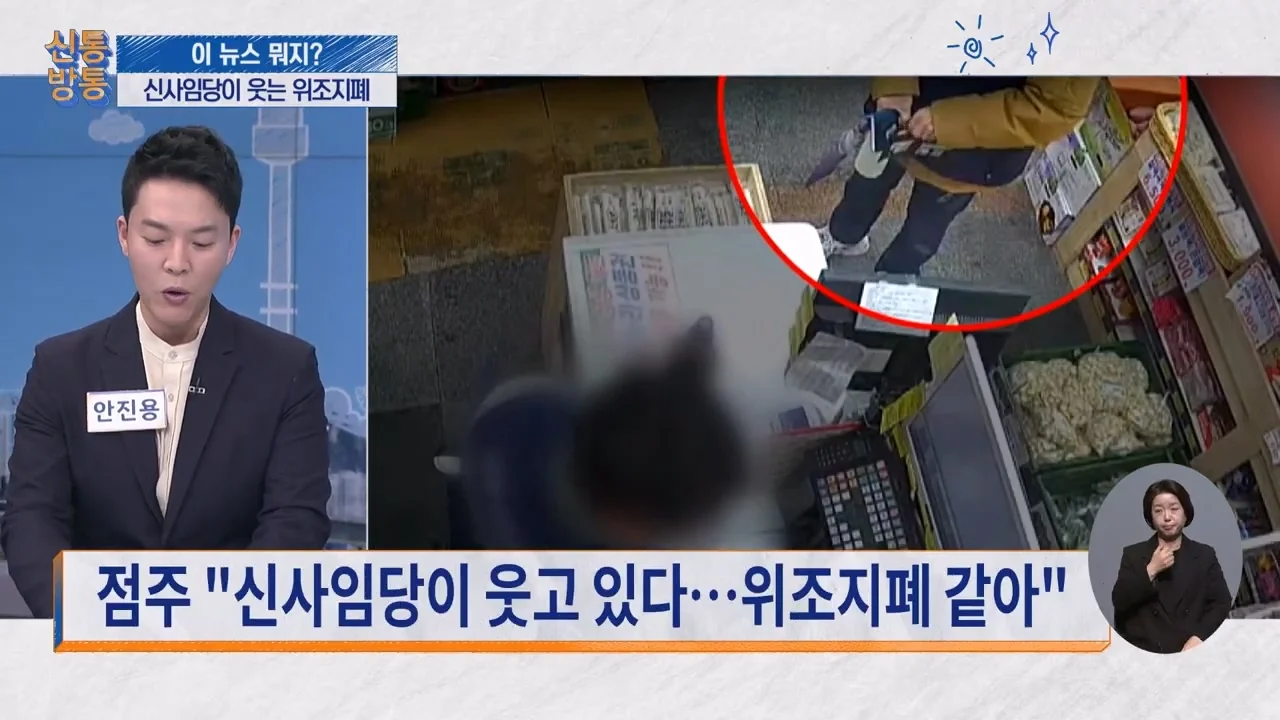 신통
방통
이 뉴스 뭐지?
신사임당이 웃는 위조지폐
안진용
점주 "신사임당이 웃고 있다…위조지폐 같아"